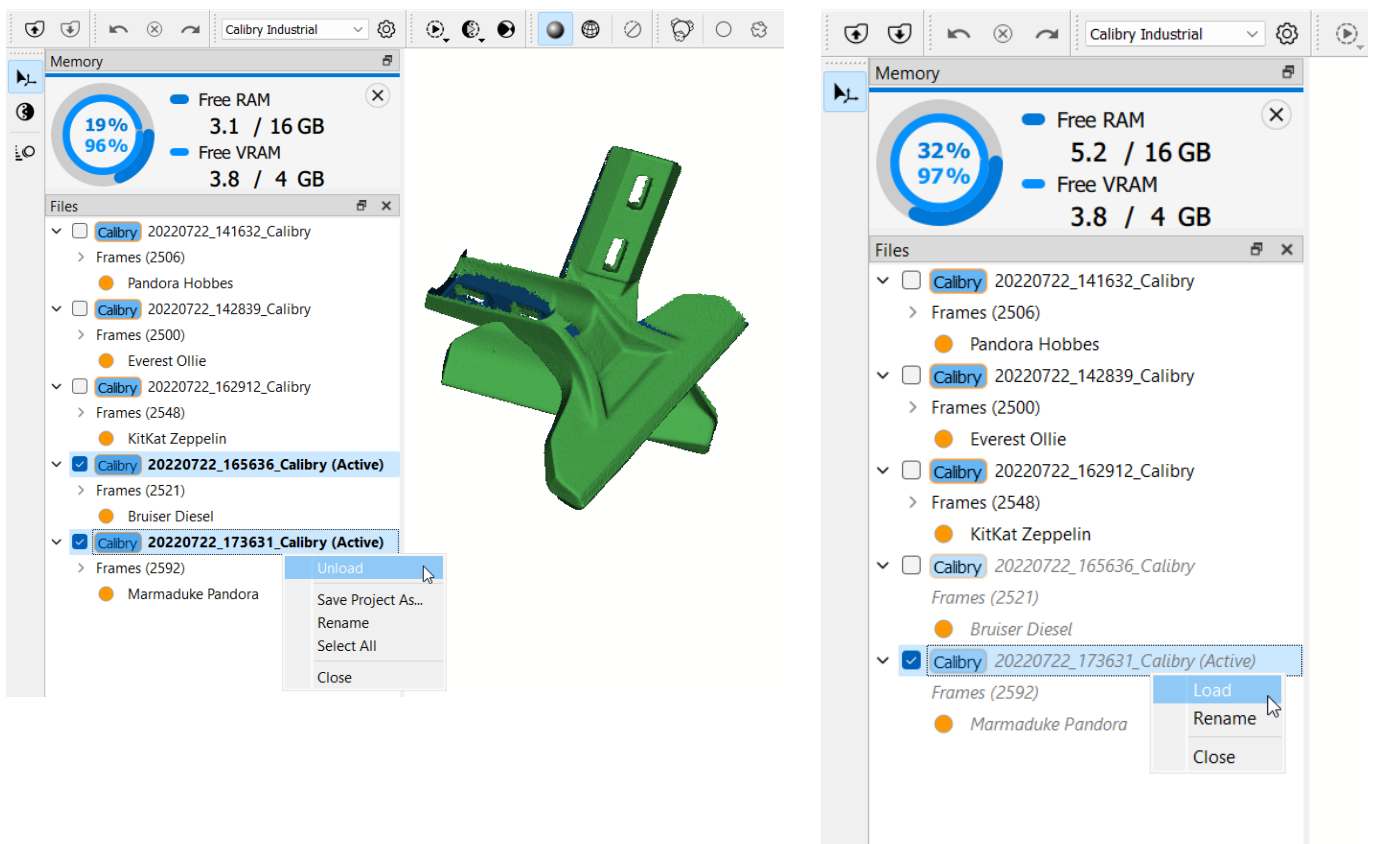 Calibry Industrial
Memory
19%
96%
Free RAM
3.1 / 16 GB
Free VRAM
3.8 / 4 GB
Files
Calibry 20220722_141632_Calibry
Frames (2506)
Pandora Hobbes
Calibry 20220722_142839_Calibry
Frames (2500)
Everest Ollie
Calibry 20220722_162912_Calibry
Frames (2548)
KitKat Zeppelin
Calibry 20220722_165636_Calibry (Active)
Frames (2521)
Bruiser Diesel
Calibry 20220722_173631_Calibry (Active)
Frames (2592)
Marmaduke Pandora
Unload
Save Project As...
Rename
Select All
Close
Calibry Industrial
Memory
32%
97%
Free RAM
5.2 / 16 GB
Free VRAM
3.8 / 4 GB
Files
Calibry 20220722_141632_Calibry
Frames (2506)
Pandora Hobbes
Calibry 20220722_142839_Calibry
Frames (2500)
Everest Ollie
Calibry 20220722_162912_Calibry
Frames (2548)
KitKat Zeppelin
Calibry 20220722_165636_Calibry
Frames (2521)
Bruiser Diesel
Calibry 20220722_173631_Calibry (Active)
Frames (2592)
Marmaduke Pandora
Load
Rename
Close